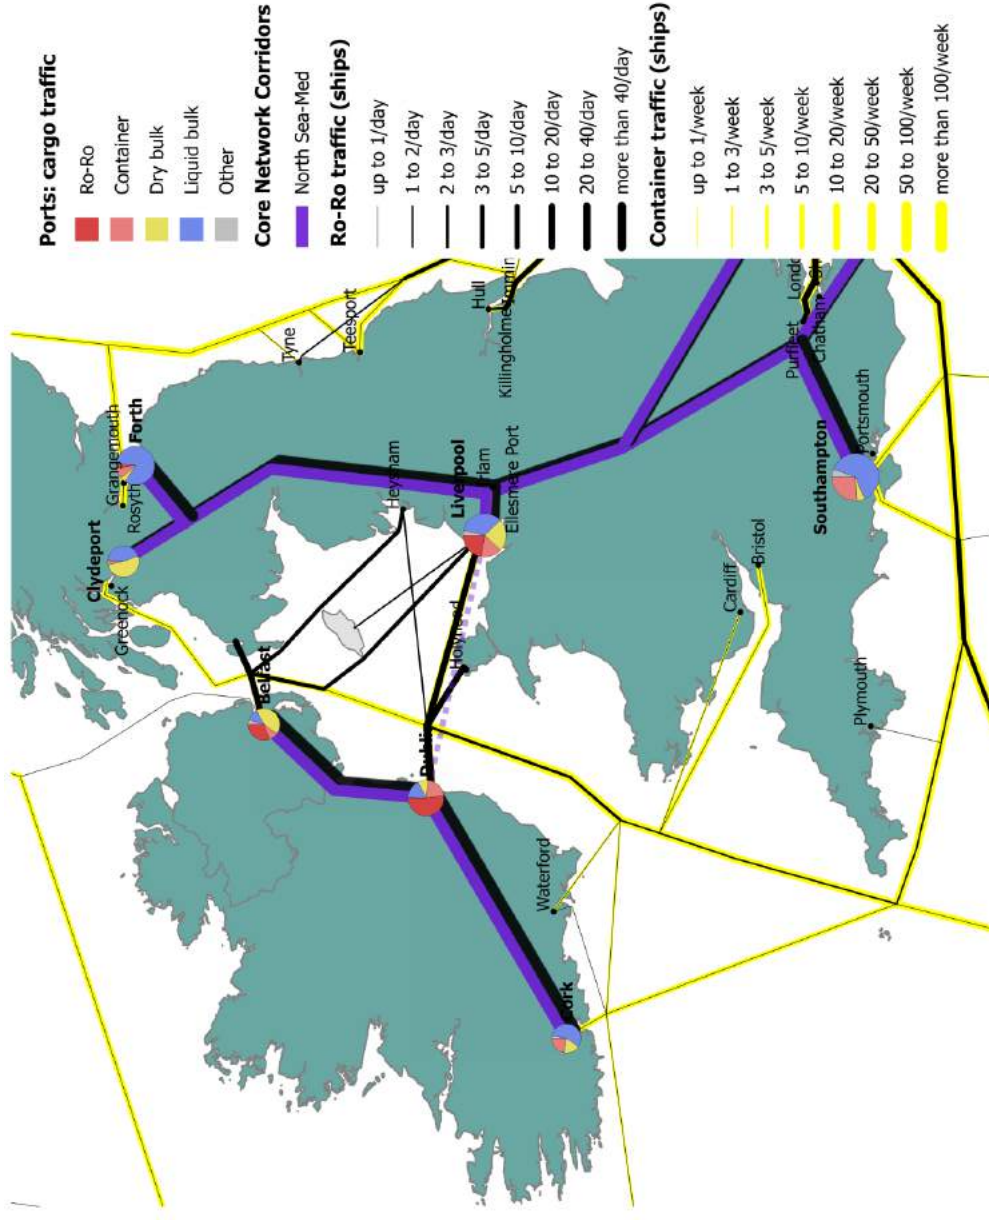 Ports: cargo traffic
Ro-Ro
Container
Dry bulk
Liquid bulk
Other
Core Network Corridors
North Sea-Med
Ro-Ro traffic (ships)
up to 1/day
1 to 2/day
2 to 3/day
3 to 5/day
5 to 10/day
10 to 20/day
20 to 40/day
more than 40/day
Container traffic (ships)
up to 1/week
1 to 3/week
3 to 5/week
5 to 10/week
10 to 20/week
20 to 50/week
50 to 100/week
more than 100/week
Grangemouth
Forth
Rosyth
Clydeport
Greenock
Tyne
Teesport
Belfast
Heysham
Hull
Killingholme
Liverpool
Ellesmere Port
Holyhead
Waterford
Cardiff
Bristol
Purfleet
Chatham
Southampton
Portsmouth
Plymouth